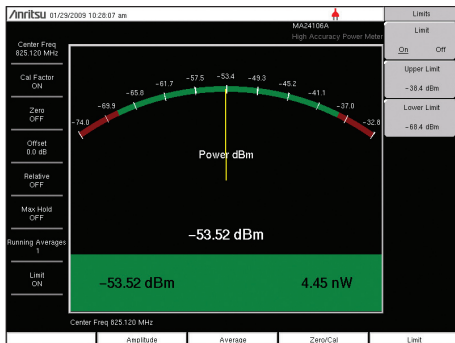 Anritsu 01/29/2009 10:28:07 am
MA24106A
High Accuracy Power Meter
Center Freq
825.120 MHz
Cal Factor
ON
Zero
OFF
Offset
0.0 dB
Relative
OFF
Max Hold
OFF
Running Averages
1
Limit
ON
-74.0
-69.9
-65.8
-61.7
-57.5
-53.4
-49.3
-45.2
-41.1
-37.0
-32.8
Power dBm
-53.52 dBm
-53.52 dBm 4.45 nW
Center Freq 825.120 MHz
Limits
Limit
On Off
Upper Limit
-38.4 dBm
Lower Limit
-68.4 dBm
Amplitude Average Zero/Cal Limit